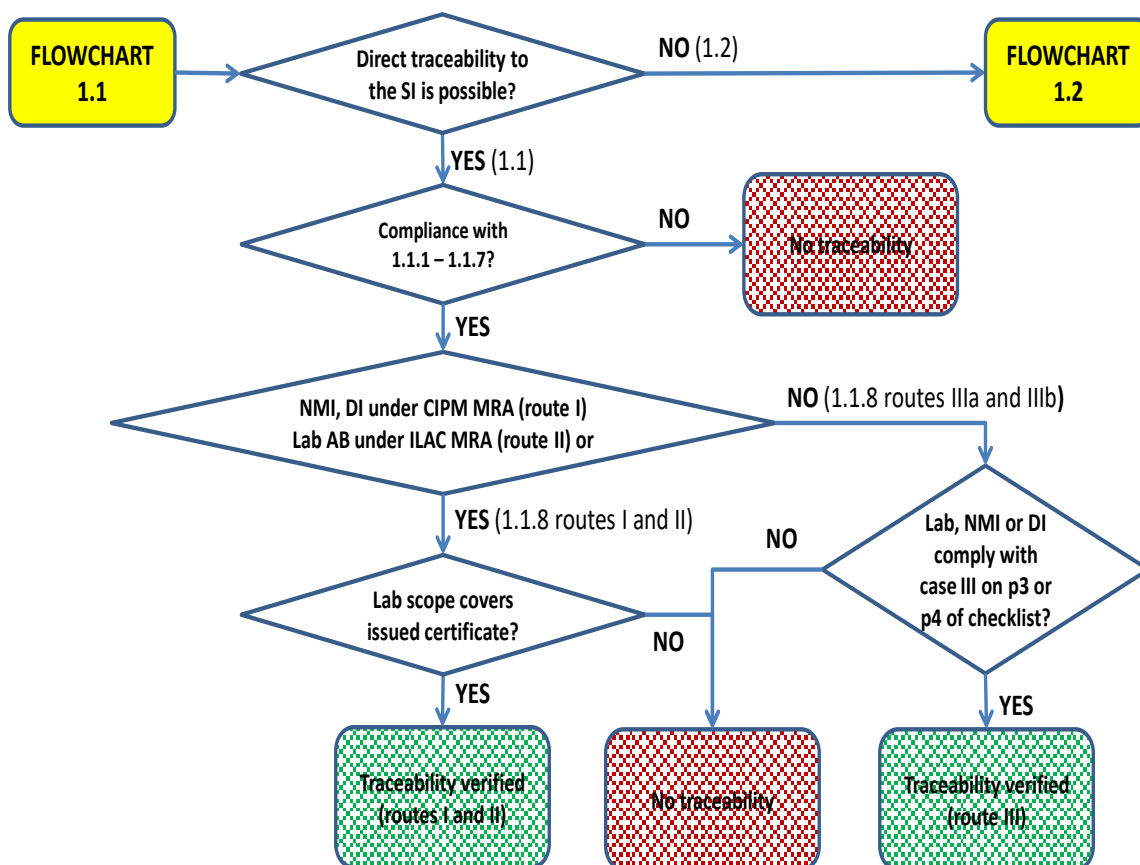 FLOWCHART
1.1
Direct traceability to
the SI is possible?
NO (1.2)
FLOWCHART
1.2
YES (1.1)
Compliance with
1.1.1 – 1.1.7?
NO
No traceability
YES
NMI, DI under CIPM MRA (route I)
Lab AB under ILAC MRA (route II) or
NO (1.1.8 routes IIIa and IIIb)
YES (1.1.8 routes I and II)
Lab, NMI or DI
comply with
case III on p3 or
p4 of checklist?
NO
Lab scope covers
issued certificate?
NO
YES
YES
Traceability verified
(routes I and II)
No traceability
Traceability verified
(route III)